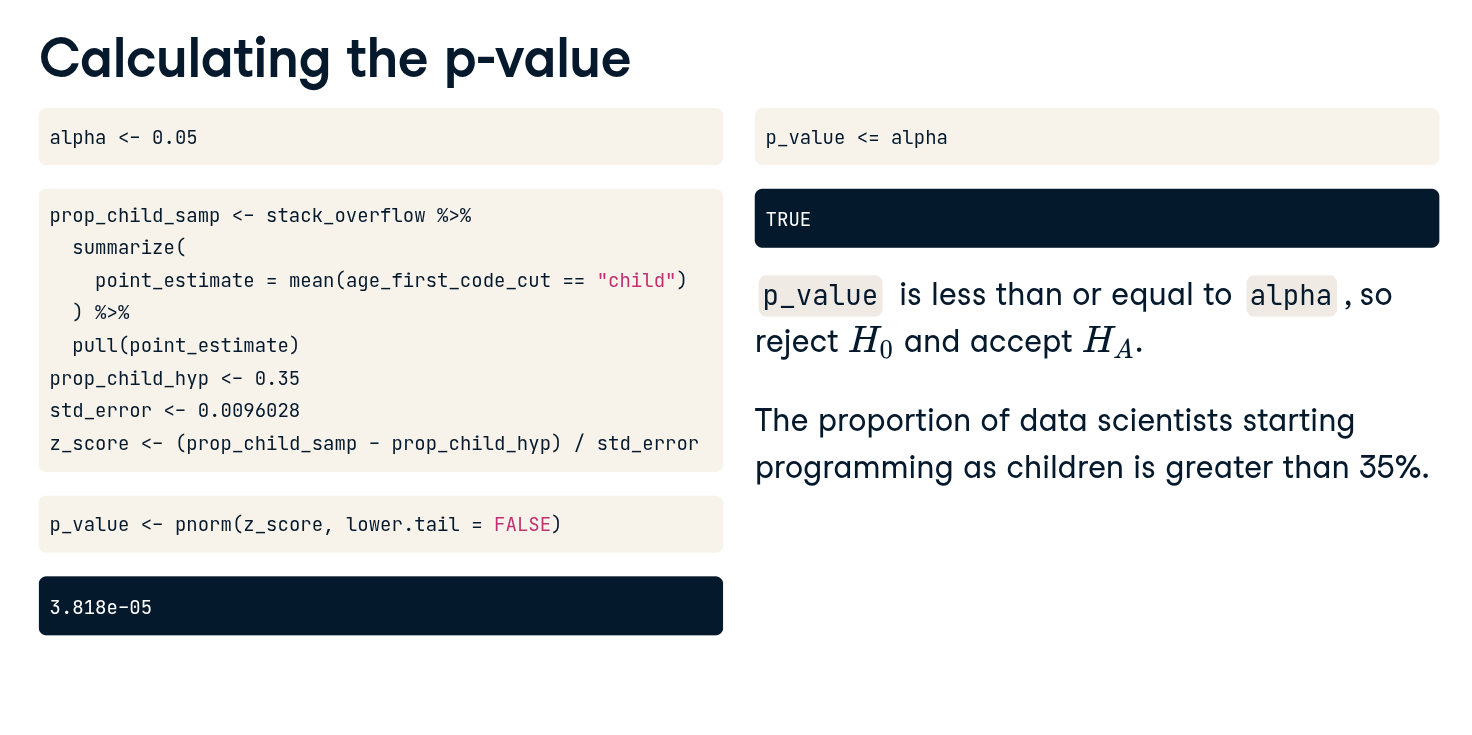 Calculating the p-value
alpha <- 0.05
prop_child_samp <- stack_overflow %>%
  summarize(
    point_estimate = mean(age_first_code_cut == "child")
  ) %>%
  pull(point_estimate)
prop_child_hyp <- 0.35
std_error <- 0.0096028
z_score <- (prop_child_samp - prop_child_hyp) / std_error
p_value <- pnorm(z_score, lower.tail = FALSE)
3.818e-05
p_value <= alpha
TRUE
p_value is less than or equal to alpha , so
reject H₀ and accept H_A.
The proportion of data scientists starting
programming as children is greater than 35%.